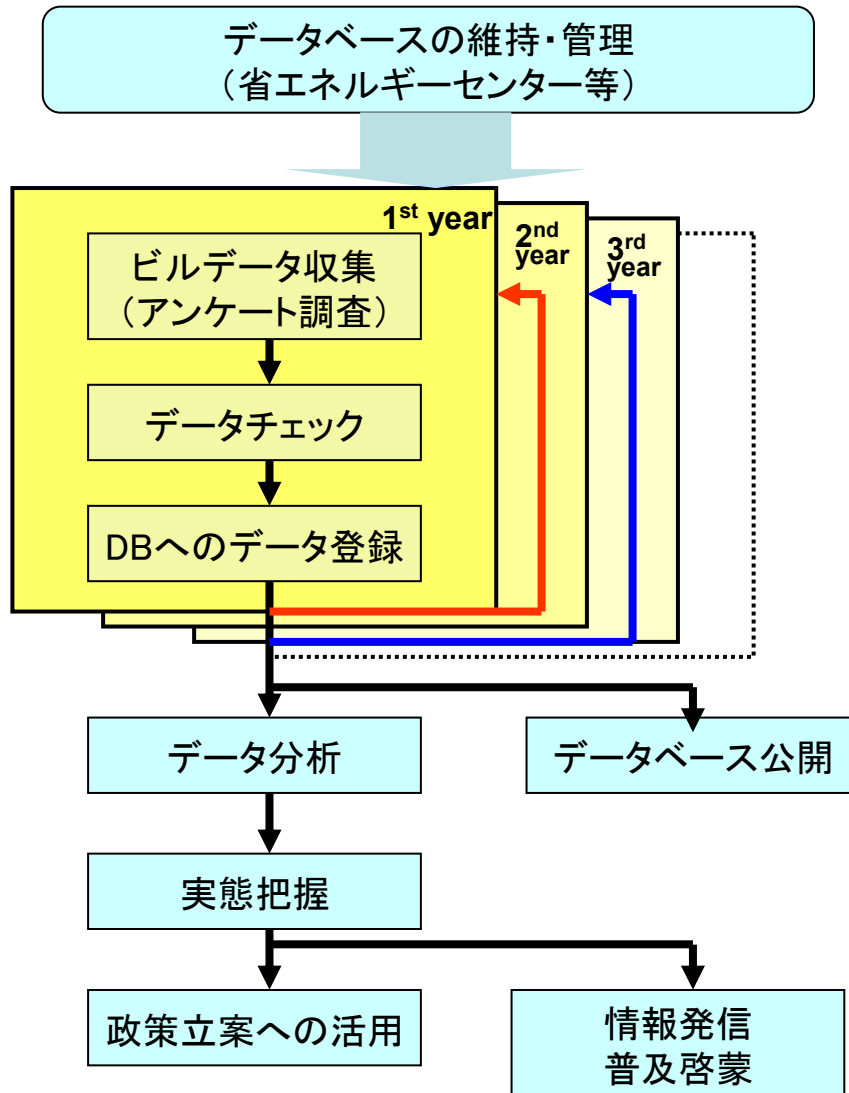 データベースの維持・管理
（省エネルギーセンター等）
1st year
2nd
year
3rd
year
ビルデータ収集
（アンケート調査）
データチェック
DBへのデータ登録
データ分析
データベース公開
実態把握
政策立案への活用
情報発信
普及啓蒙